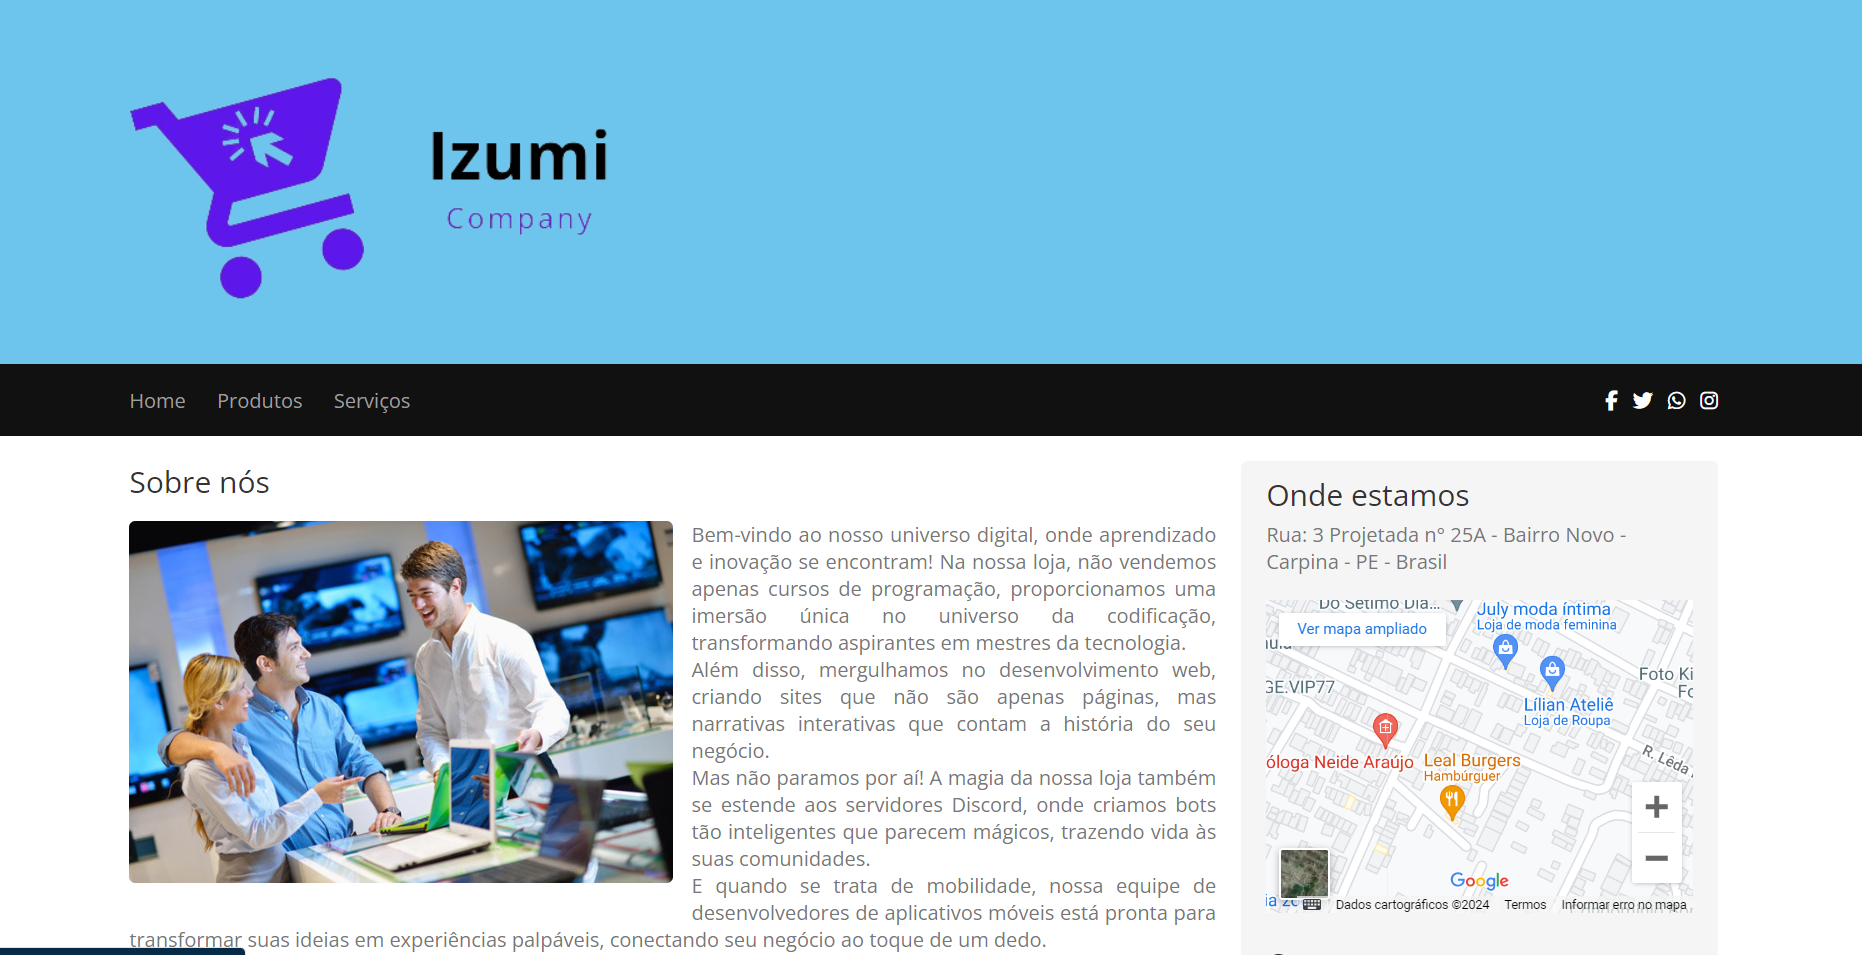 Izumi
Company
Home
Produtos
Serviços
Sobre nós
Bem-vindo ao nosso universo digital, onde aprendizado
e inovação se encontram! Na nossa loja, não vendemos
apenas cursos de programação, proporcionamos uma
imersão única no universo da codificação,
transformando aspirantes em mestres da tecnologia.
Além disso, mergulhamos no desenvolvimento web,
criando sites que não são apenas páginas, mas
narrativas interativas que contam a história do seu
negócio.
Mas não paramos por aí! A magia da nossa loja também
se estende aos servidores Discord, onde criamos bots
tão inteligentes que parecem mágicos, trazendo vida às
suas comunidades.
E quando se trata de mobilidade, nossa equipe de
desenvolvedores de aplicativos móveis está pronta para
transformar suas ideias em experiências palpáveis, conectando seu negócio ao toque de um dedo.
Onde estamos
Rua: 3 Projetada nº 25A - Bairro Novo -
Carpina - PE - Brasil
Do Sétimo Dia...
July moda íntima
Loja de moda feminina
Ver mapa ampliado
Foto Ki
GE.VIP77
Lílian Ateliê
Loja de Roupa
R. Lêda
óloga Neide Araújo
Leal Burgers
Hambúrguer
Google
Dados cartográficos ©2024
Termos
Informar erro no mapa